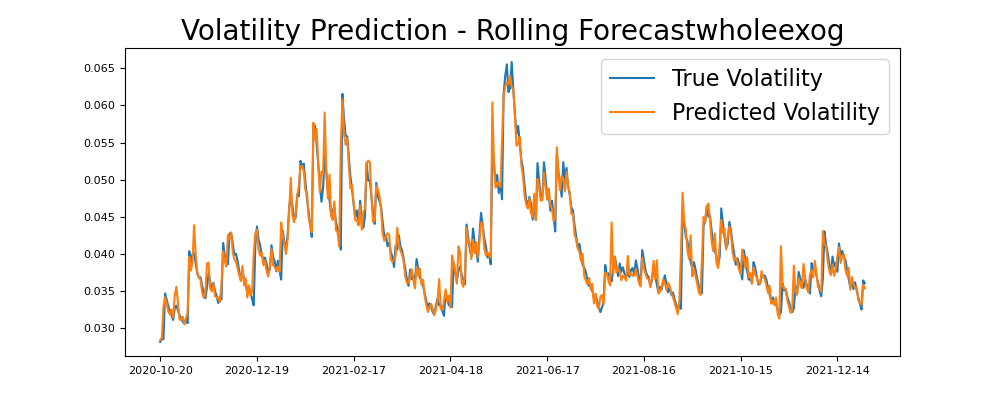 Volatility Prediction - Rolling Forecastwholeexog
True Volatility
Predicted Volatility
0.065
0.060
0.055
0.050
0.045
0.040
0.035
0.030
2020-10-20 2020-12-19 2021-02-17 2021-04-18 2021-06-17 2021-08-16 2021-10-15 2021-12-14